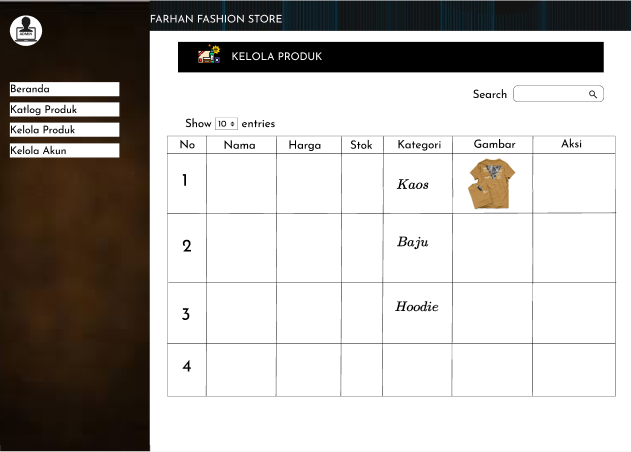 FARHAN FASHION STORE
Beranda
Katlog Produk
Kelola Produk
Kelola Akun
KELOLA PRODUK
Search
Show 10 entries
No Nama Harga Stok Kategori Gambar Aksi
1 Kaos
2 Baju
3 Hoodie
4